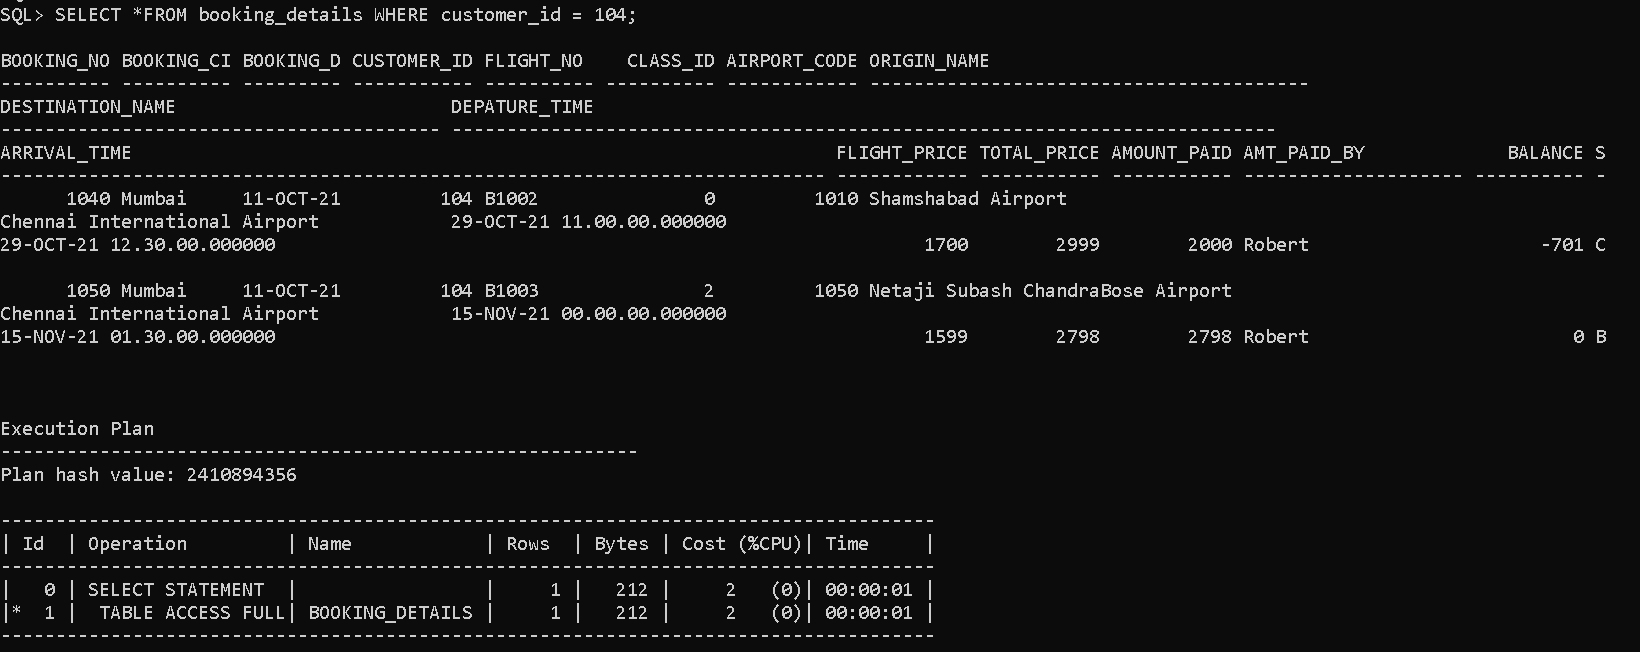 SQL> SELECT *FROM booking_details WHERE customer_id = 104;
BOOKING_NO BOOKING_CI BOOKING_D CUSTOMER_ID FLIGHT_NO    CLASS_ID AIRPORT_CODE ORIGIN_NAME
---------- ---------- --------- ----------- ---------- ---------- ------------ ----------------------------------------
DESTINATION_NAME                         DEPATURE_TIME
---------------------------------------- ---------------------------------------------------------------------------
ARRIVAL_TIME                                                                FLIGHT_PRICE TOTAL_PRICE AMOUNT_PAID AMT_PAID_BY             BALANCE S
--------------------------------------------------------------------------- ------------ ----------- ----------- -------------------- ---------- -
      1040 Mumbai     11-OCT-21         104 B1002               0         1010 Shamshabad Airport
Chennai International Airport            29-OCT-21 11.00.00.000000
29-OCT-21 12.30.00.000000                                                           1700        2999        2000 Robert                     -701 C
      1050 Mumbai     11-OCT-21         104 B1003               2         1050 Netaji Subash ChandraBose Airport
Chennai International Airport            15-NOV-21 00.00.00.000000
15-NOV-21 01.30.00.000000                                                           1599        2798        2798 Robert                        0 B
Execution Plan
----------------------------------------------------------
Plan hash value: 2410894356
-------------------------------------------------------------------------------------
| Id  | Operation         | Name            | Rows  | Bytes | Cost (%CPU)| Time     |
-------------------------------------------------------------------------------------
|   0 | SELECT STATEMENT  |                 |     1 |   212 |     2   (0)| 00:00:01 |
|*  1 |  TABLE ACCESS FULL| BOOKING_DETAILS |     1 |   212 |     2   (0)| 00:00:01 |
-------------------------------------------------------------------------------------